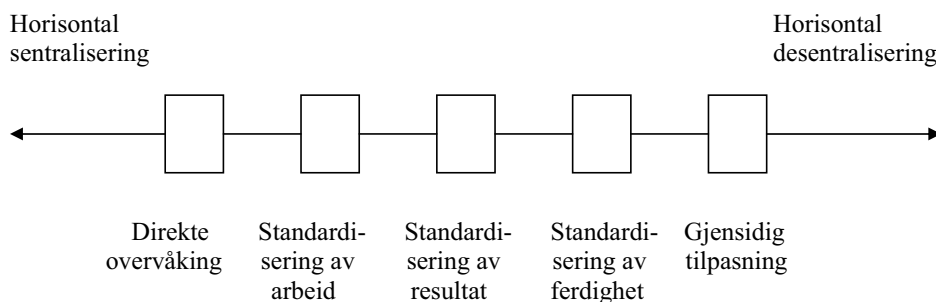 Horisontal
sentralisering
Horisontal
desentralisering
Direkte
overvåking
Standardi-
sering av
arbeid
Standardi-
sering av
resultat
Standardi-
sering av
ferdighet
Gjensidig
tilpasning